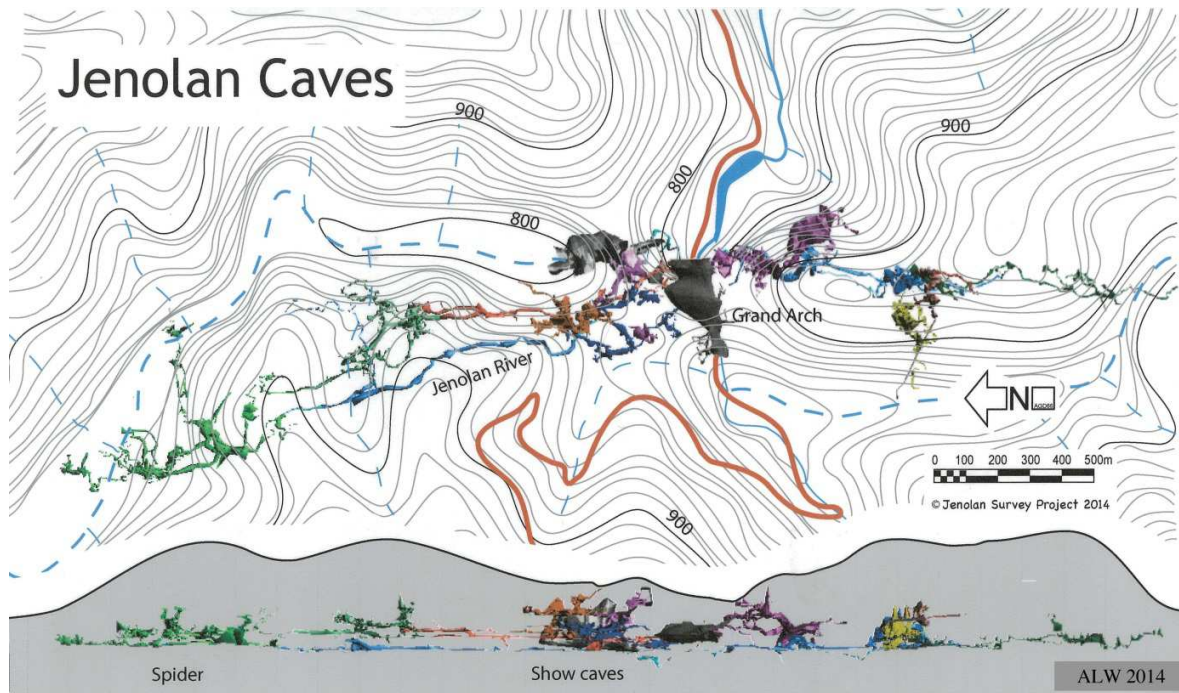 Jenolan Caves
900
800
900
800
Grand Arch
Jenolan River
N
0 100 200 300 400 500m
© Jenolan Survey Project 2014
900
Spider
Show caves
ALW 2014